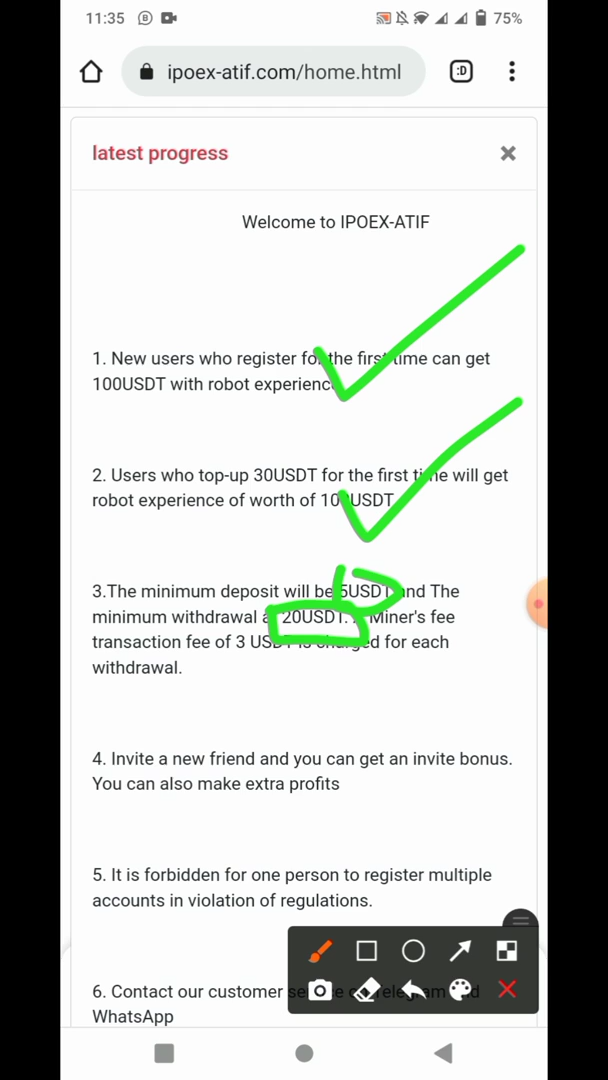 11:35
75%
ipoex-atif.com/home.html
:D
latest progress
Welcome to IPOEX-ATIF
1. New users who register for the first time can get
100USDT with robot experience
2. Users who top-up 30USDT for the first time will get
robot experience of worth of USDT
3.The minimum deposit will be 5USDT and The
minimum withdrawal 20USDT. Miner's fee
transaction fee of 3 USDT is charged for each
withdrawal.
4. Invite a new friend and you can get an invite bonus.
You can also make extra profits
5. It is forbidden for one person to register multiple
accounts in violation of regulations.
6. Contact our customer
WhatsApp